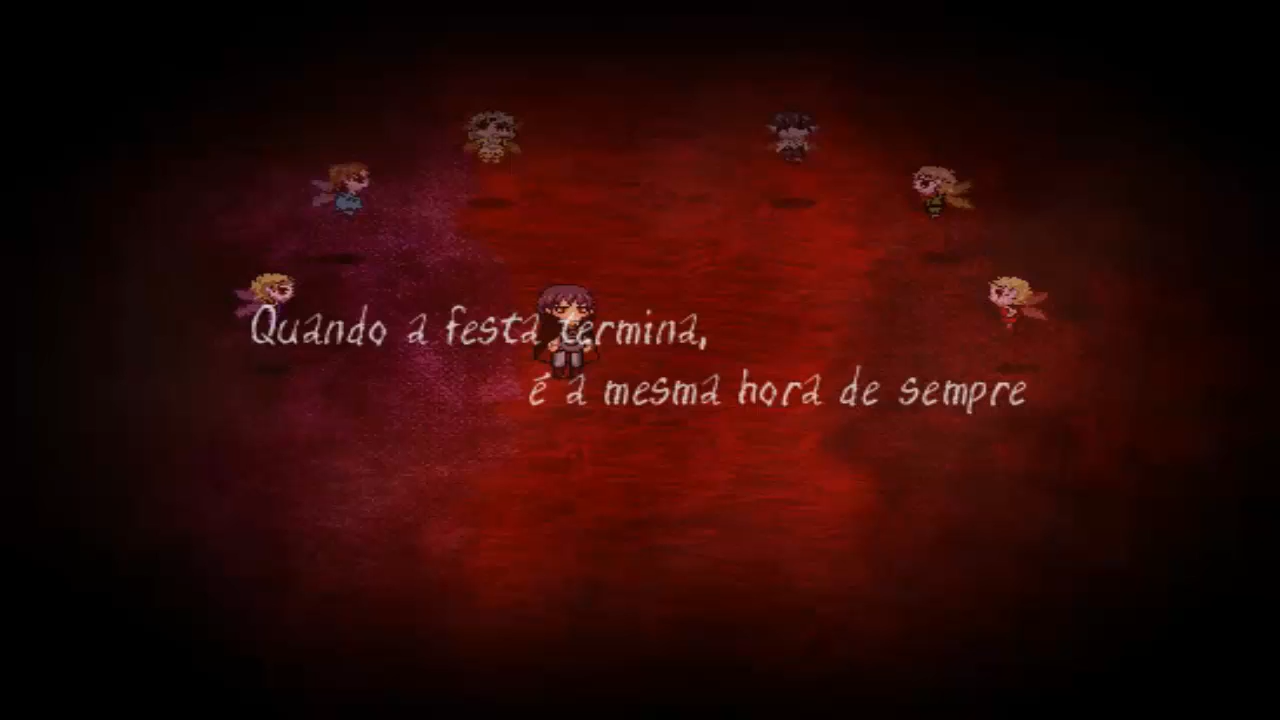 Quando a festa termina,
é a mesma hora de sempre